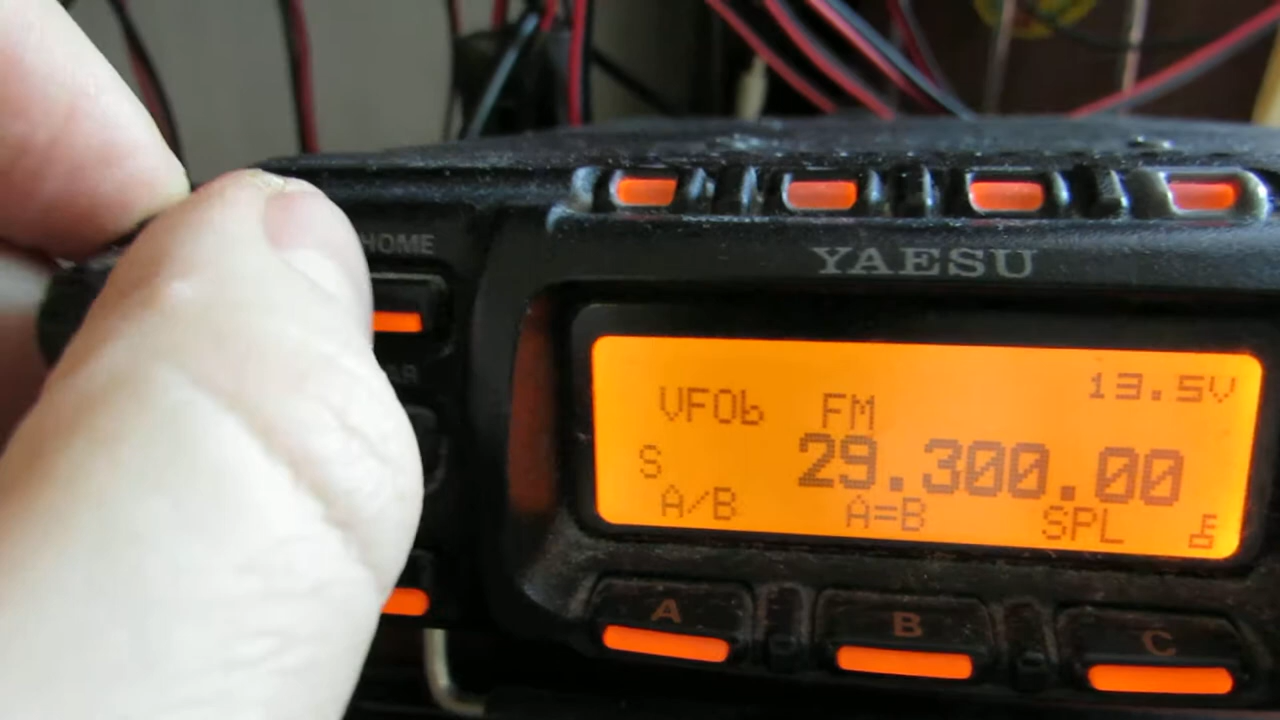 HOME
YAESU
13.5V
VFOb FM
S 29.300.00
A/B A=B SPL
A B C